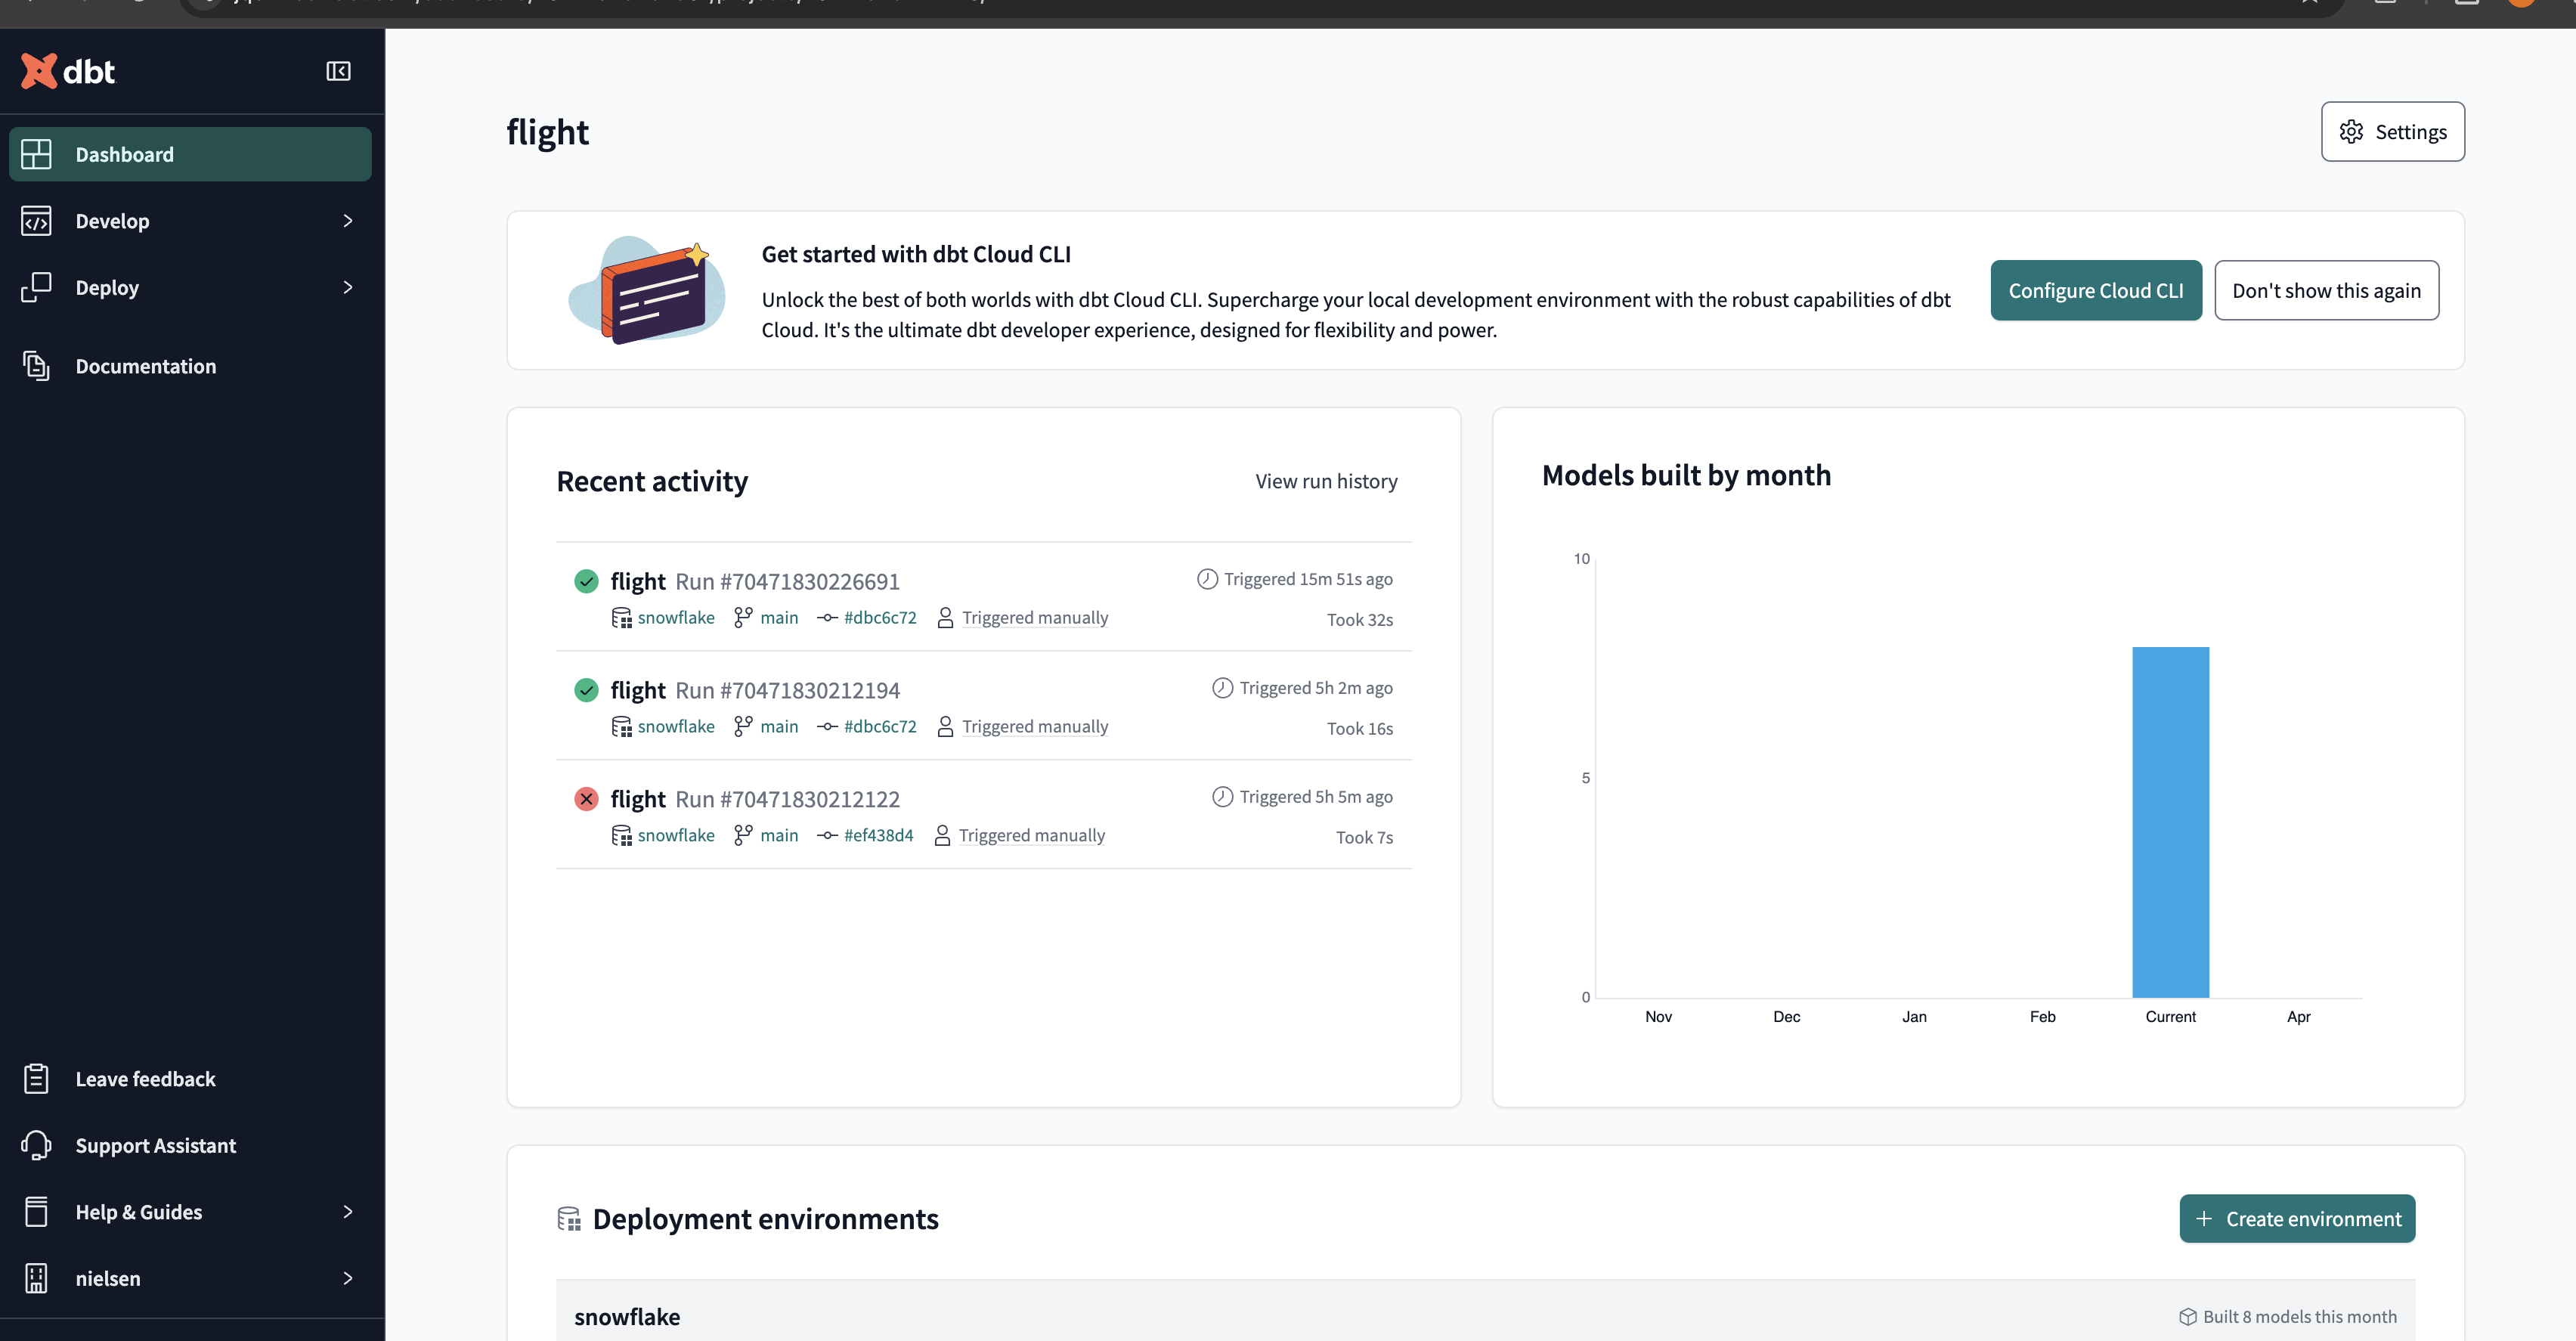 dbt
Dashboard
Develop
Deploy
Documentation
Leave feedback
Support Assistant
Help & Guides
nielsen
flight
Settings
Get started with dbt Cloud CLI
Unlock the best of both worlds with dbt Cloud CLI. Supercharge your local development environment with the robust capabilities of dbt
Cloud. It's the ultimate dbt developer experience, designed for flexibility and power.
Configure Cloud CLI
Don't show this again
Recent activity
View run history
flight Run #70471830226691
Triggered 15m 51s ago
snowflake main #dbc6c72 Triggered manually
Took 32s
flight Run #70471830212194
Triggered 5h 2m ago
snowflake main #dbc6c72 Triggered manually
Took 16s
flight Run #70471830212122
Triggered 5h 5m ago
snowflake main #ef438d4 Triggered manually
Took 7s
Models built by month
10
5
0
Nov Dec Jan Feb Current Apr
Deployment environments
+ Create environment
snowflake
Built 8 models this month